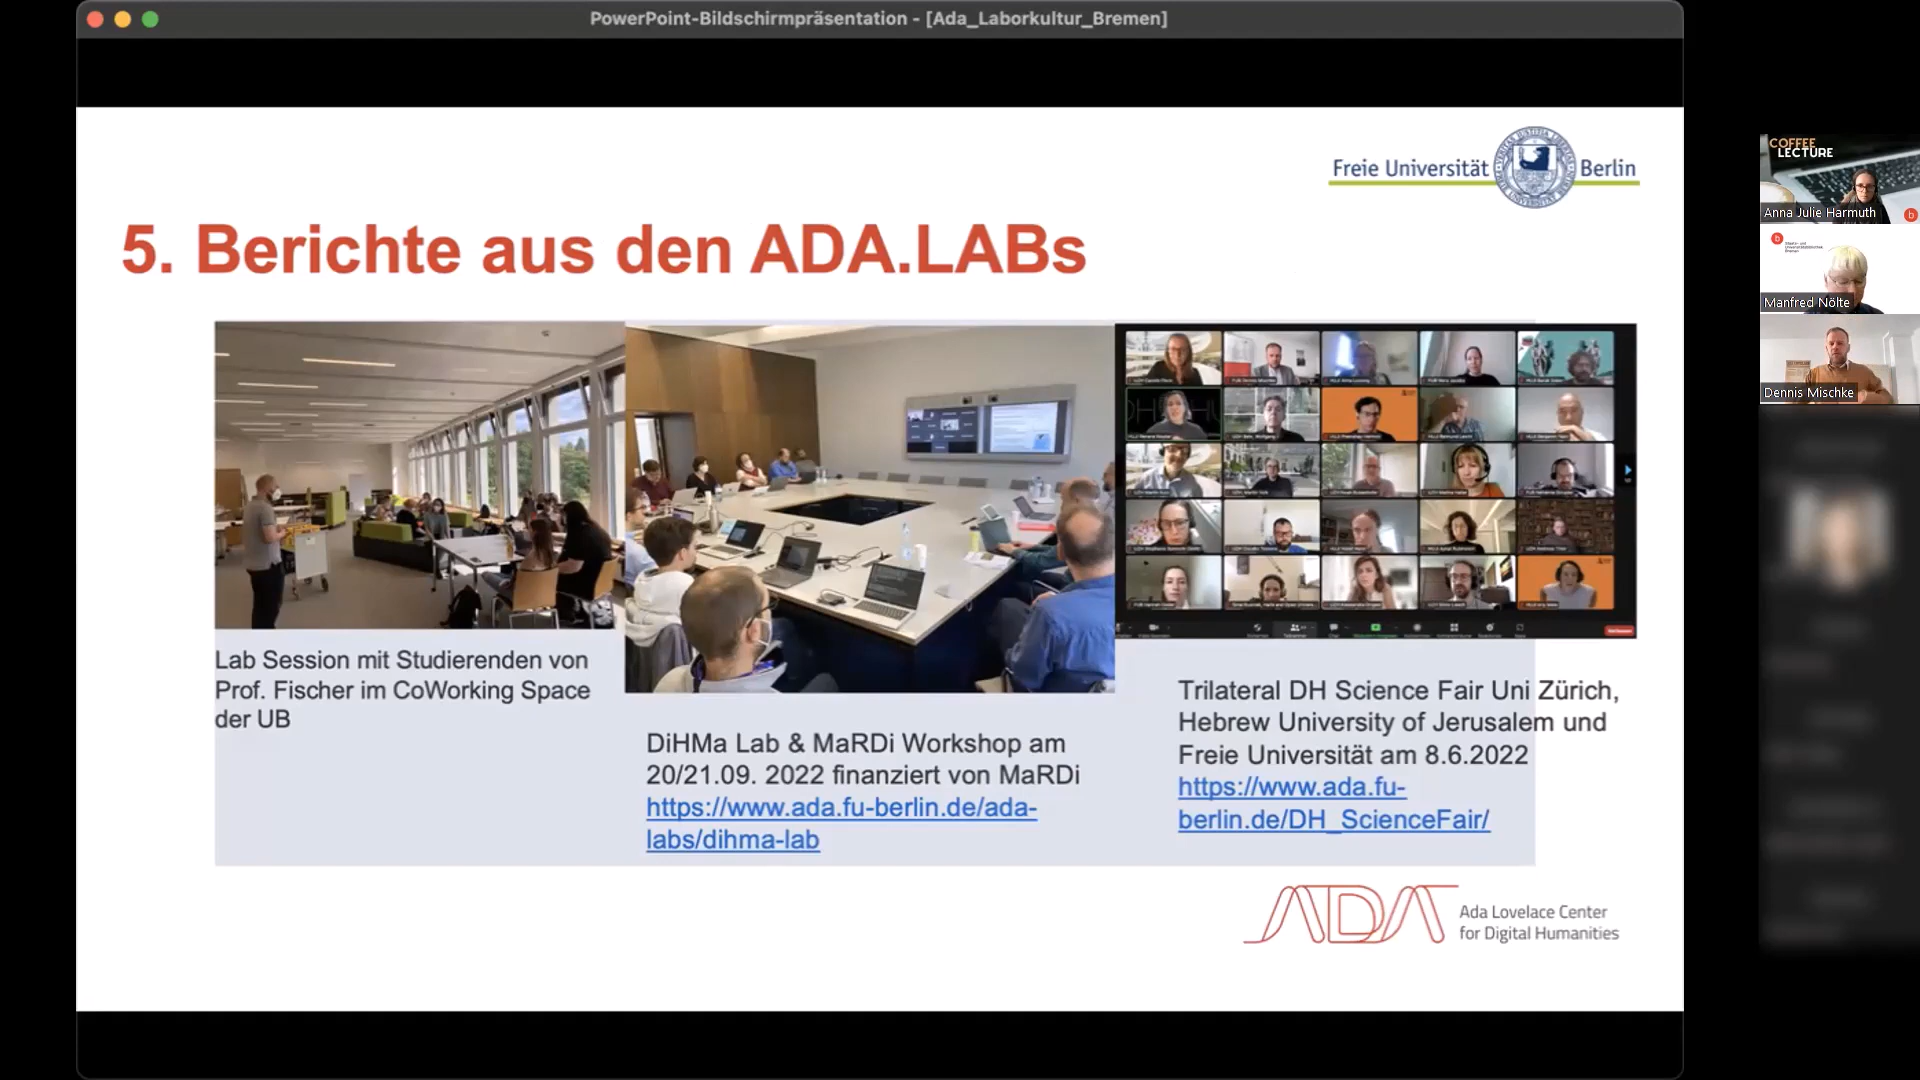 PowerPoint-Bildschirmpräsentation - [Ada_Laborkultur_Bremen]
Freie Universität Berlin
5. Berichte aus den ADA.LABs
Lab Session mit Studierenden von
Prof. Fischer im CoWorking Space
der UB
DiHMa Lab & MaRDi Workshop am
20/21.09. 2022 finanziert von MaRDi
https://www.ada.fu-berlin.de/ada-
labs/dihma-lab
Trilateral DH Science Fair Uni Zürich,
Hebrew University of Jerusalem und
Freie Universität am 8.6.2022
https://www.ada.fu-
berlin.de/DH_ScienceFair/
ADA
Ada Lovelace Center
for Digital Humanities
COFFEE
LECTURE
Anna Julie Harmuth
Manfred Nölte
Dennis Mischke